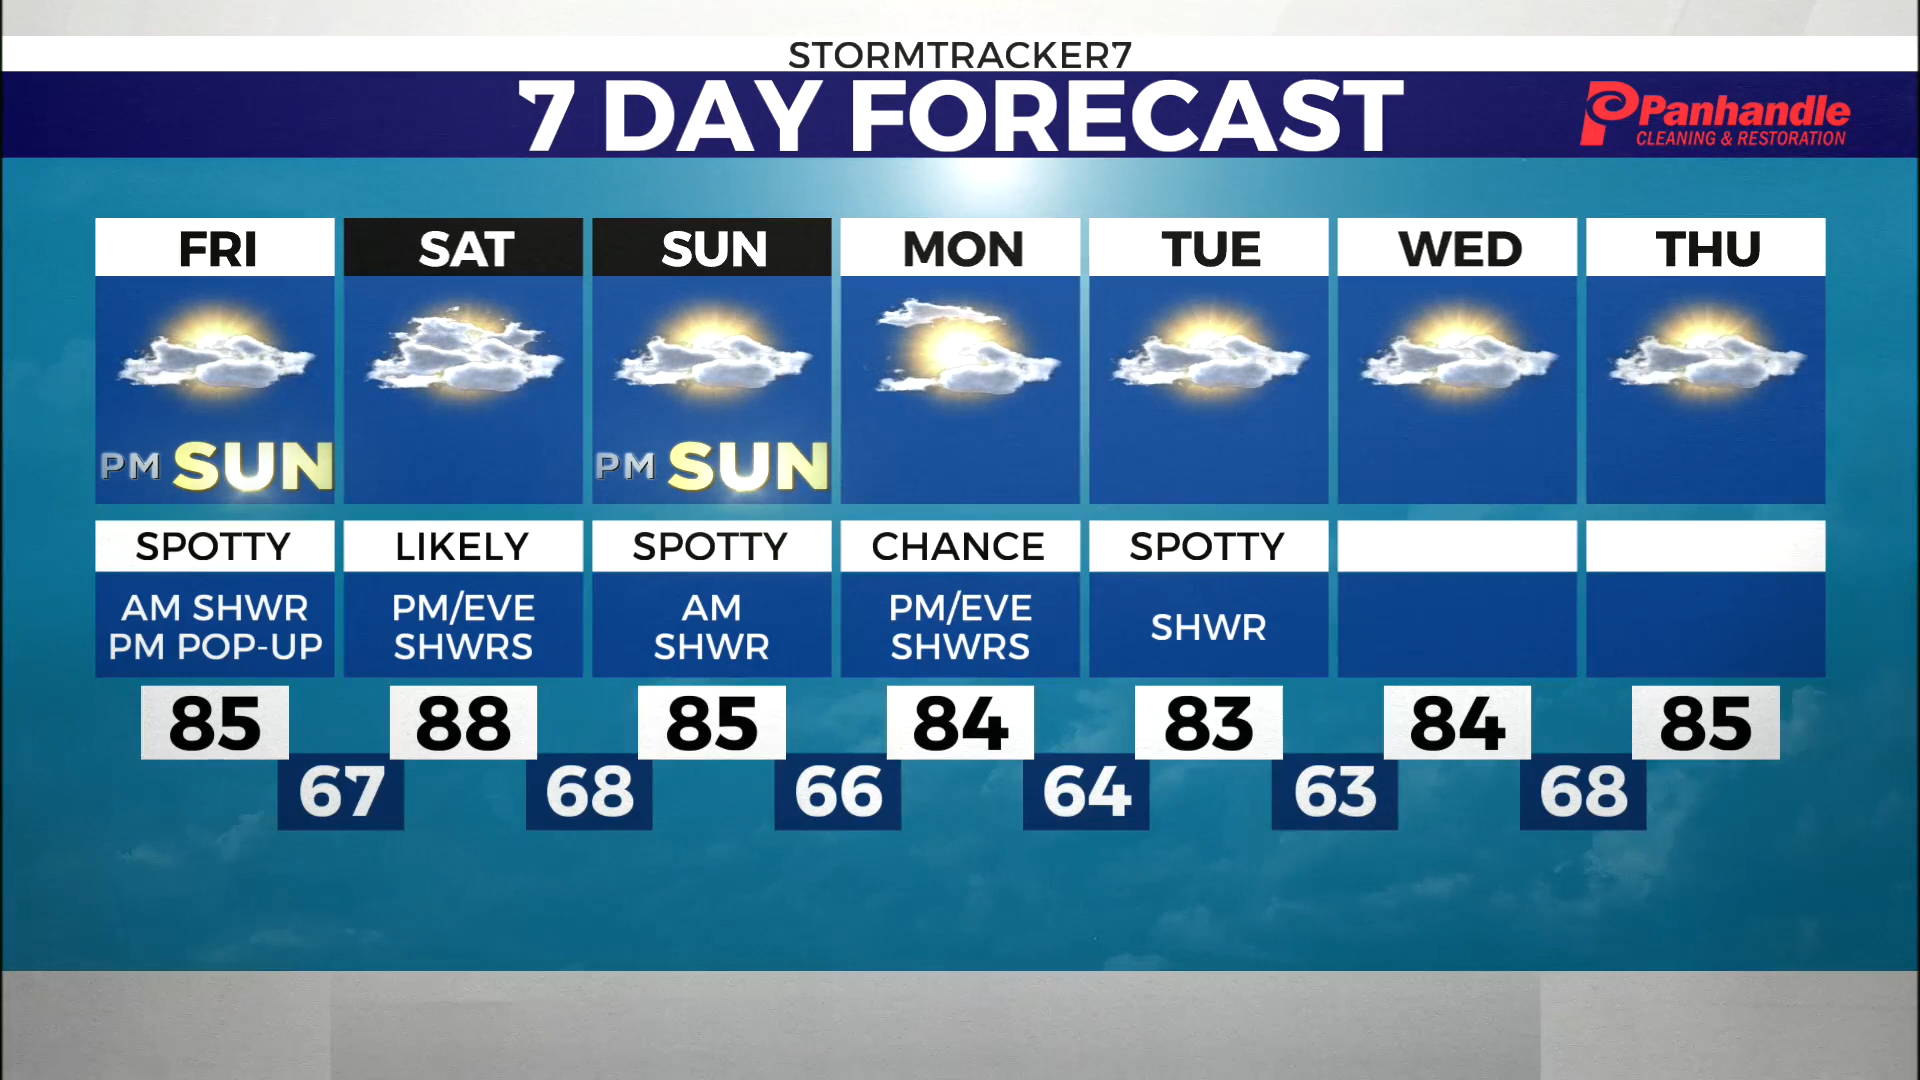 STORMTRACKER7
7 DAY FORECAST
Panhandle
CLEANING & RESTORATION
FRI
SAT
SUN
MON
TUE
WED
THU
PM SUN
PM SUN
SPOTTY
LIKELY
SPOTTY
CHANCE
SPOTTY
AM SHWR
PM POP-UP
PM/EVE
SHWRS
AM
SHWR
PM/EVE
SHWRS
SHWR
85
88
85
84
83
84
85
67
68
66
64
63
68